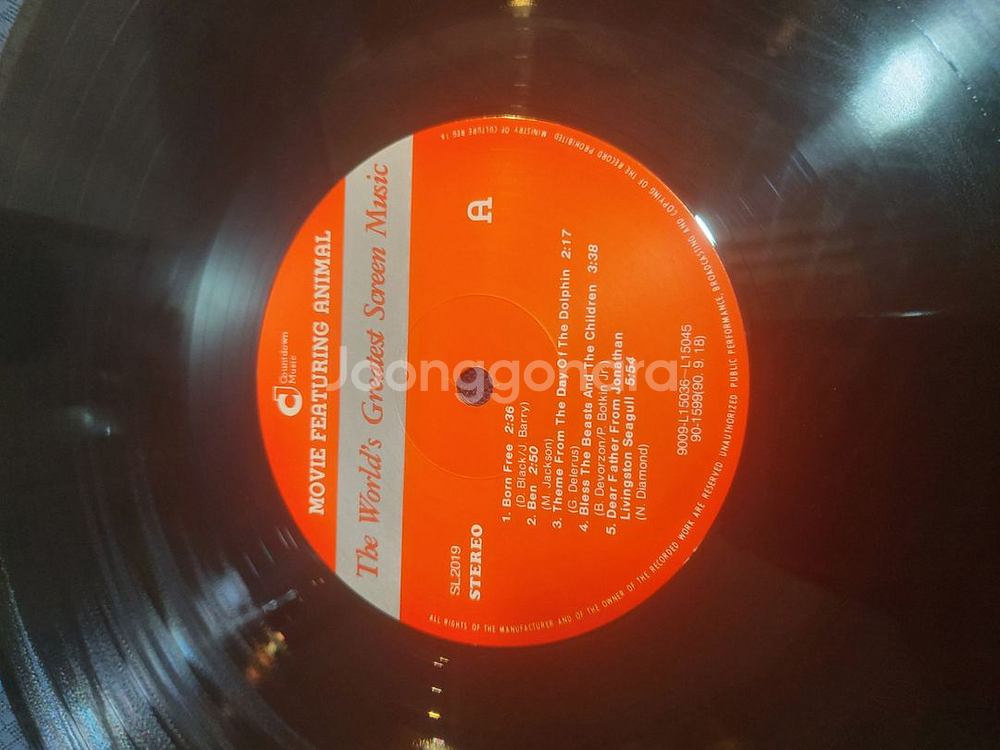 Countdown
Music
MOVIE FEATURING ANIMAL
The World's Greatest Screen Music
SL2019
STEREO
A
1. Born Free 2:36
(D. Black/J. Barry)
2. Ben 2:50
(M. Jackson)
3. Theme From The Day Of The Dolphin 2:17
(G. Delerus)
4. Bless The Beasts And The Children 3:38
(B. Devorzon/P. Botkin Jr.)
5. Dear Father From Jonathan
Livingston Seagull 5:54
(N. Diamond)
9009-L15036-L15045
90-1599(90. 9. 18)
ALL RIGHTS OF THE MANUFACTURER AND OF THE OWNER OF THE RECORDED WORK ARE RESERVED UNAUTHORIZED PUBLIC PERFORMANCE, BROADCASTING AND COPYING OF THE RECORD PROHIBITED MINISTRY OF CULTURE REG 16
Joonggonara